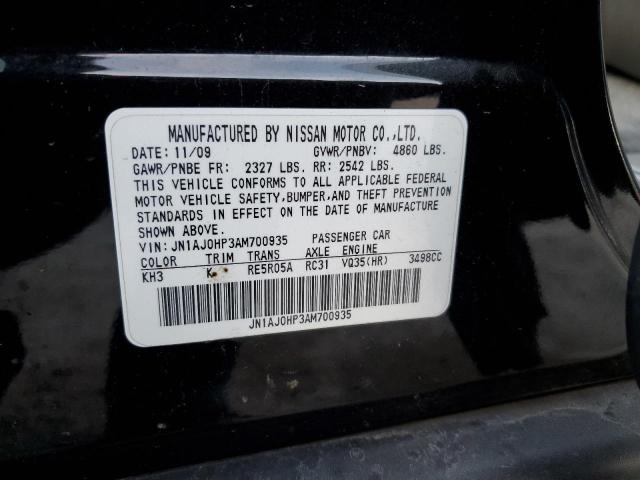 MANUFACTURED BY NISSAN MOTOR CO.,LTD.
DATE: 11/09 GVWR/PNBV: 4860 LBS.
GAWR/PNBE FR: 2327 LBS. RR: 2542 LBS.
THIS VEHICLE CONFORMS TO ALL APPLICABLE FEDERAL
MOTOR VEHICLE SAFETY,BUMPER,AND THEFT PREVENTION
STANDARDS IN EFFECT ON THE DATE OF MANUFACTURE
SHOWN ABOVE.
VIN: JN1AJ0HP3AM700935 PASSENGER CAR
COLOR TRIM TRANS AXLE ENGINE
KH3 RE5R05A RC31 VQ35(HR) 3498CC
JN1AJ0HP3AM700935